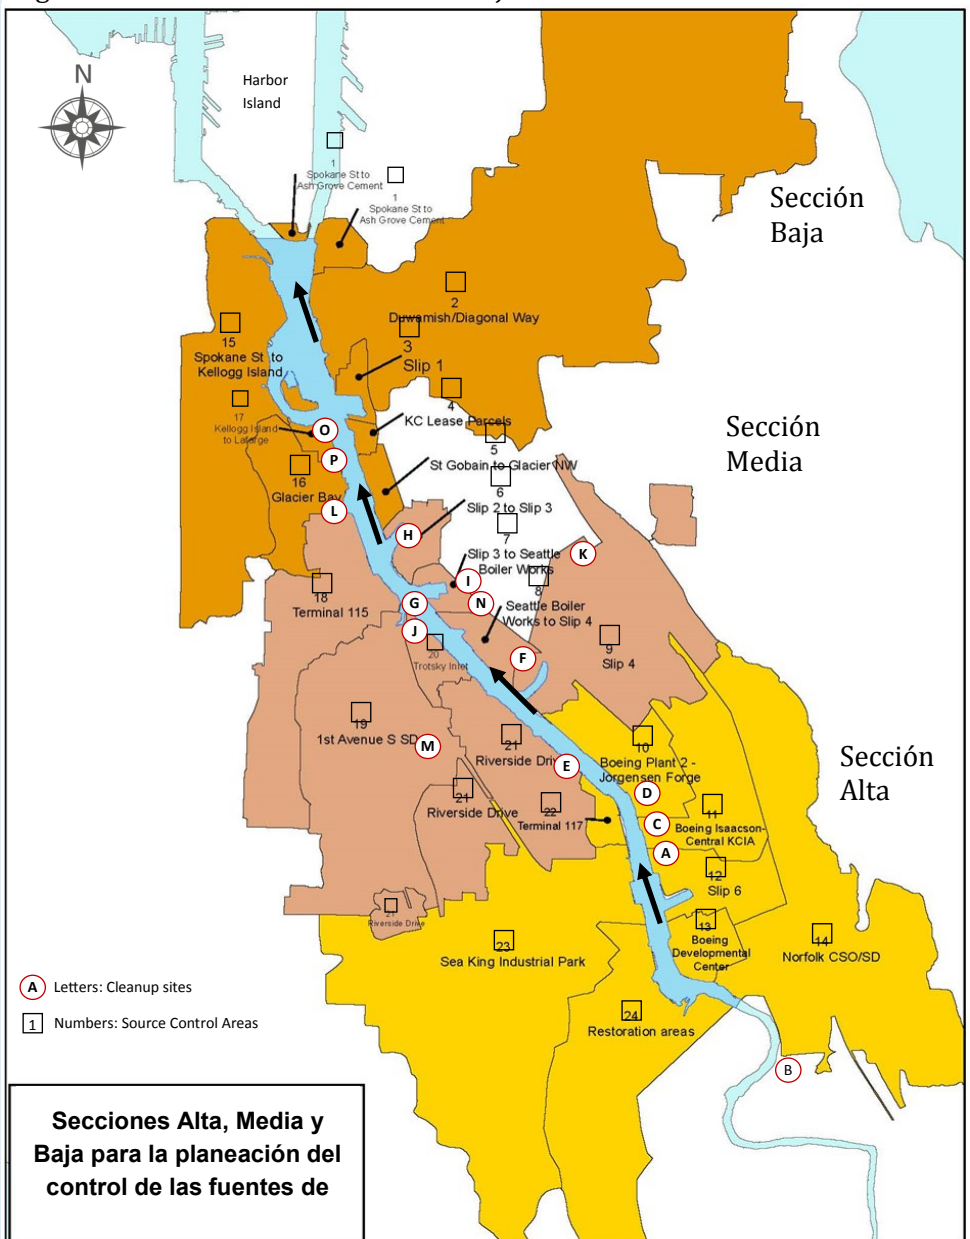 N
Harbor
Island
1
Spokane St to
Ash Grove Cement
1
Spokane St to
Ash Grove Cement
Sección
Baja
2
Duwamish/Diagonal Way
3
Slip 1
15
Spokane St to
Kellogg Island
4
KC Lease Parcels
17
Kellogg Island
to Lafarge
O
P
5
St Gobain to Glacier NW
Sección
Media
16
Glacier Bay
L
6
Slip 2 to Slip 3
H
7
Slip 3 to Seattle
Boiler Works
K
I
8
Seattle Boiler
Works to Slip 4
18
Terminal 115
G
N
J
20
Trotsky Inlet
F
9
Slip 4
19
1st Avenue S SD
M
21
Riverside Drive
E
10
Boeing Plant 2 -
Jorgensen Forge
D
Sección
Alta
21
Riverside Drive
22
Terminal 117
C
11
Boeing Isaacson-
Central KCIA
A
12
Slip 6
21
Riverside Drive
13
Boeing
Developmental
Center
14
Norfolk CSO/SD
23
Sea King Industrial Park
24
Restoration areas
B
A Letters: Cleanup sites
1 Numbers: Source Control Areas
Secciones Alta, Media y
Baja para la planeación del
control de las fuentes de